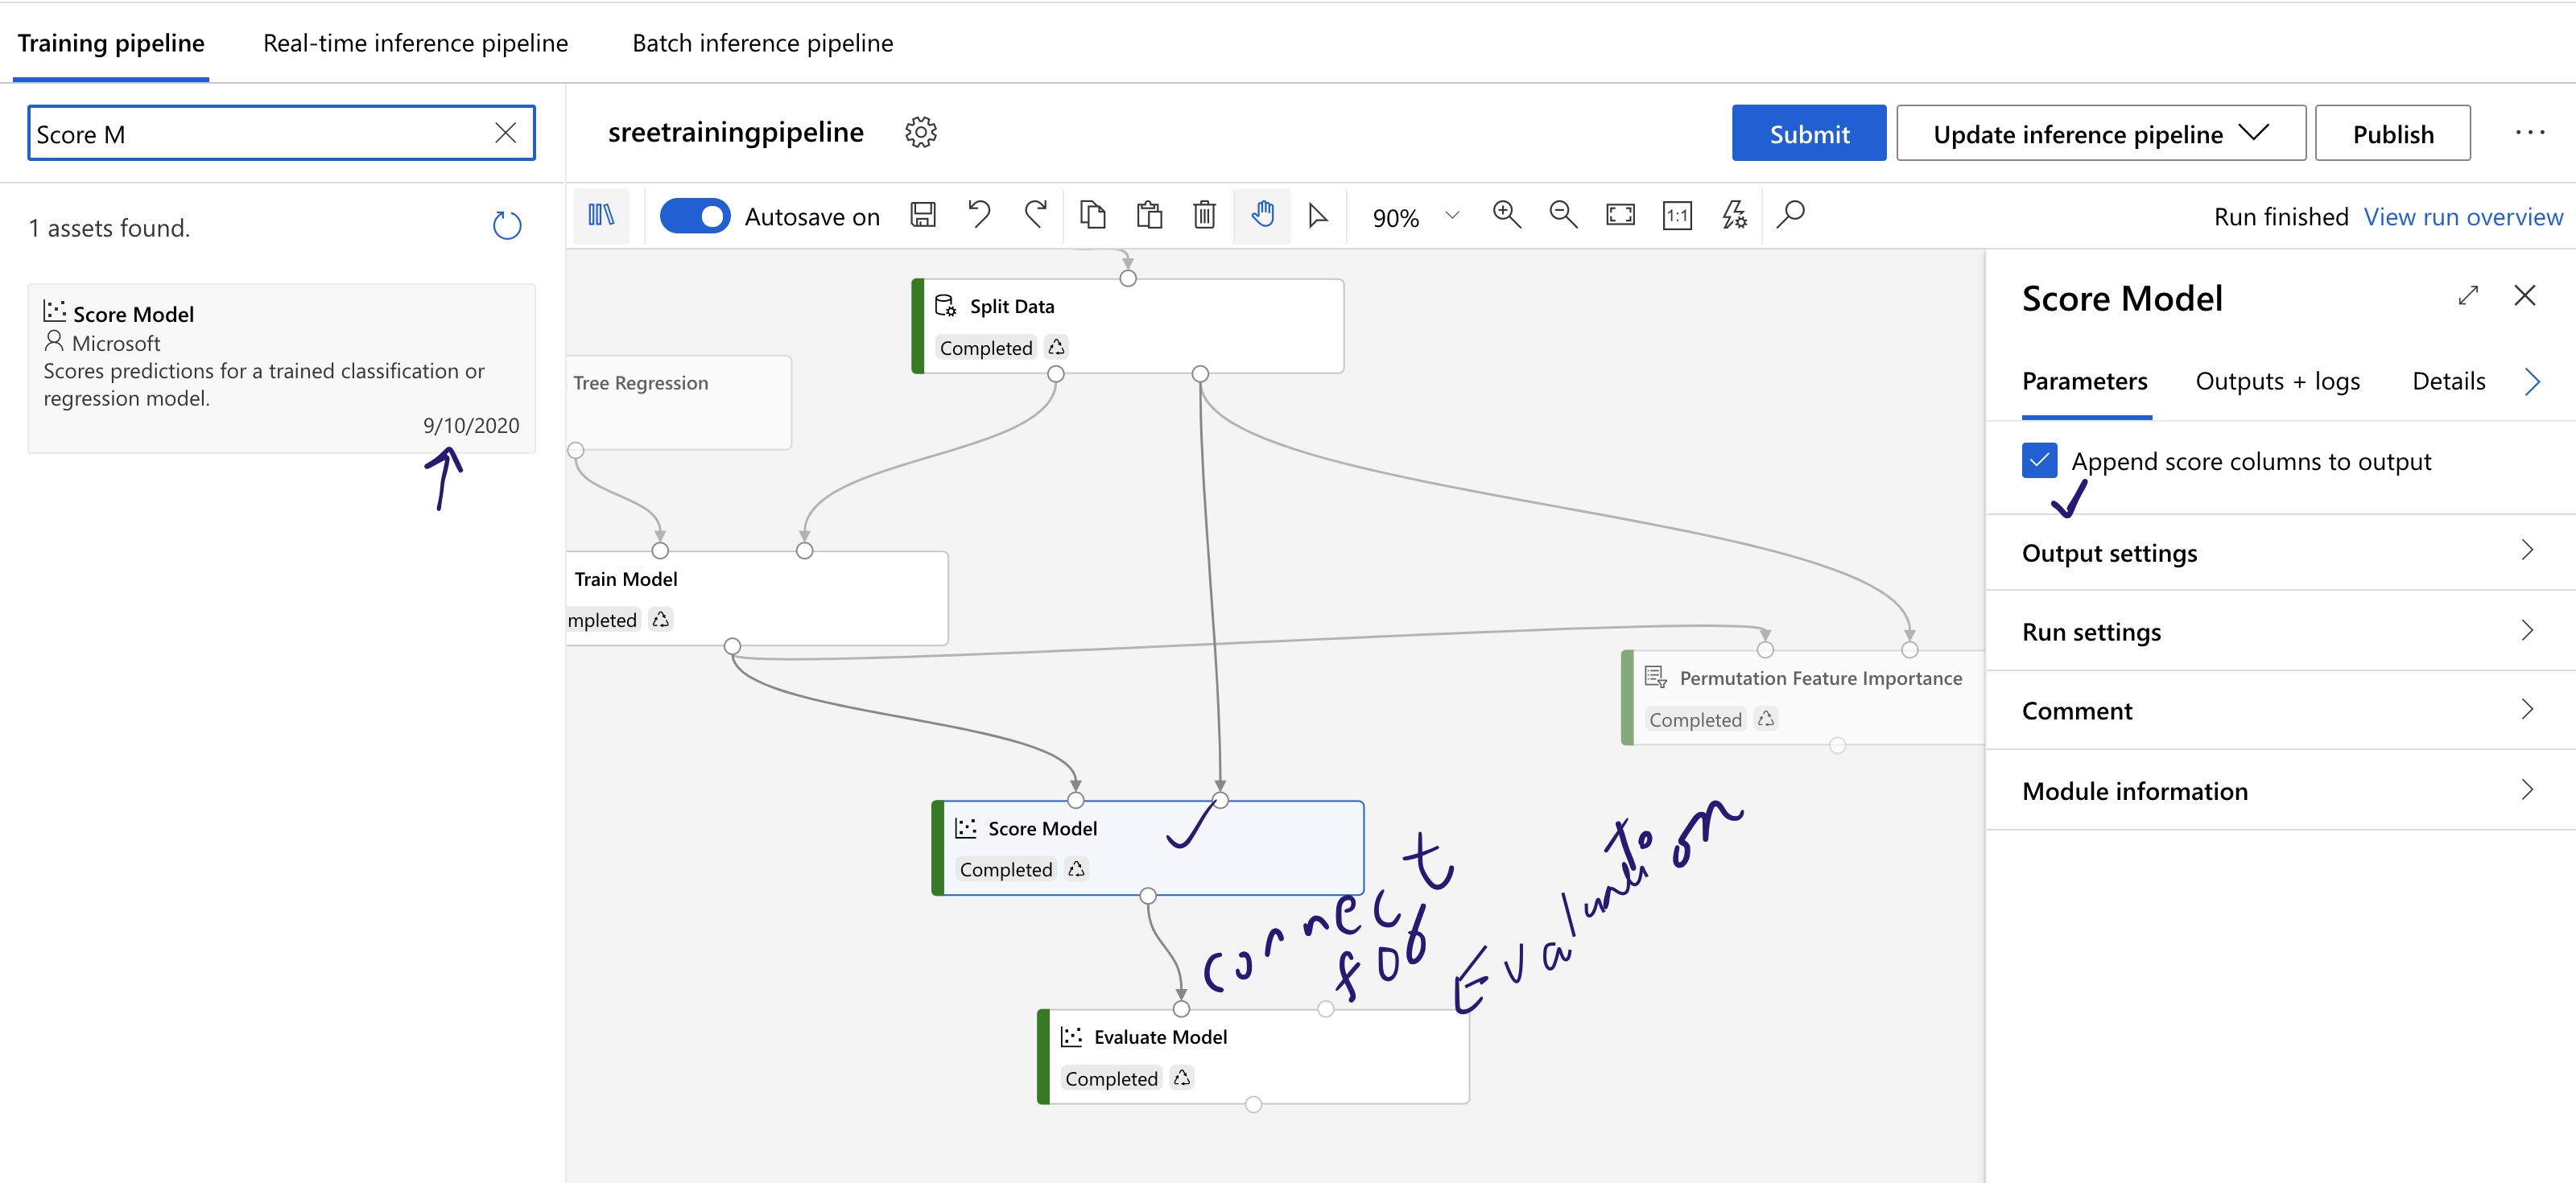 Training pipeline
Real-time inference pipeline
Batch inference pipeline
Score M
sreetrainingpipeline
Submit
Update inference pipeline
Publish
1 assets found.
Autosave on
90%
1:1
Run finished
View run overview
Score Model
Microsoft
Scores predictions for a trained classification or
regression model.
9/10/2020
Split Data
Completed
Tree Regression
Train Model
mpleted
Permutation Feature Importance
Completed
Score Model
Completed
connect
for
Evaluate Model
Completed
Score Model
Parameters
Outputs + logs
Details
Append score columns to output
Output settings
Run settings
Comment
Module information